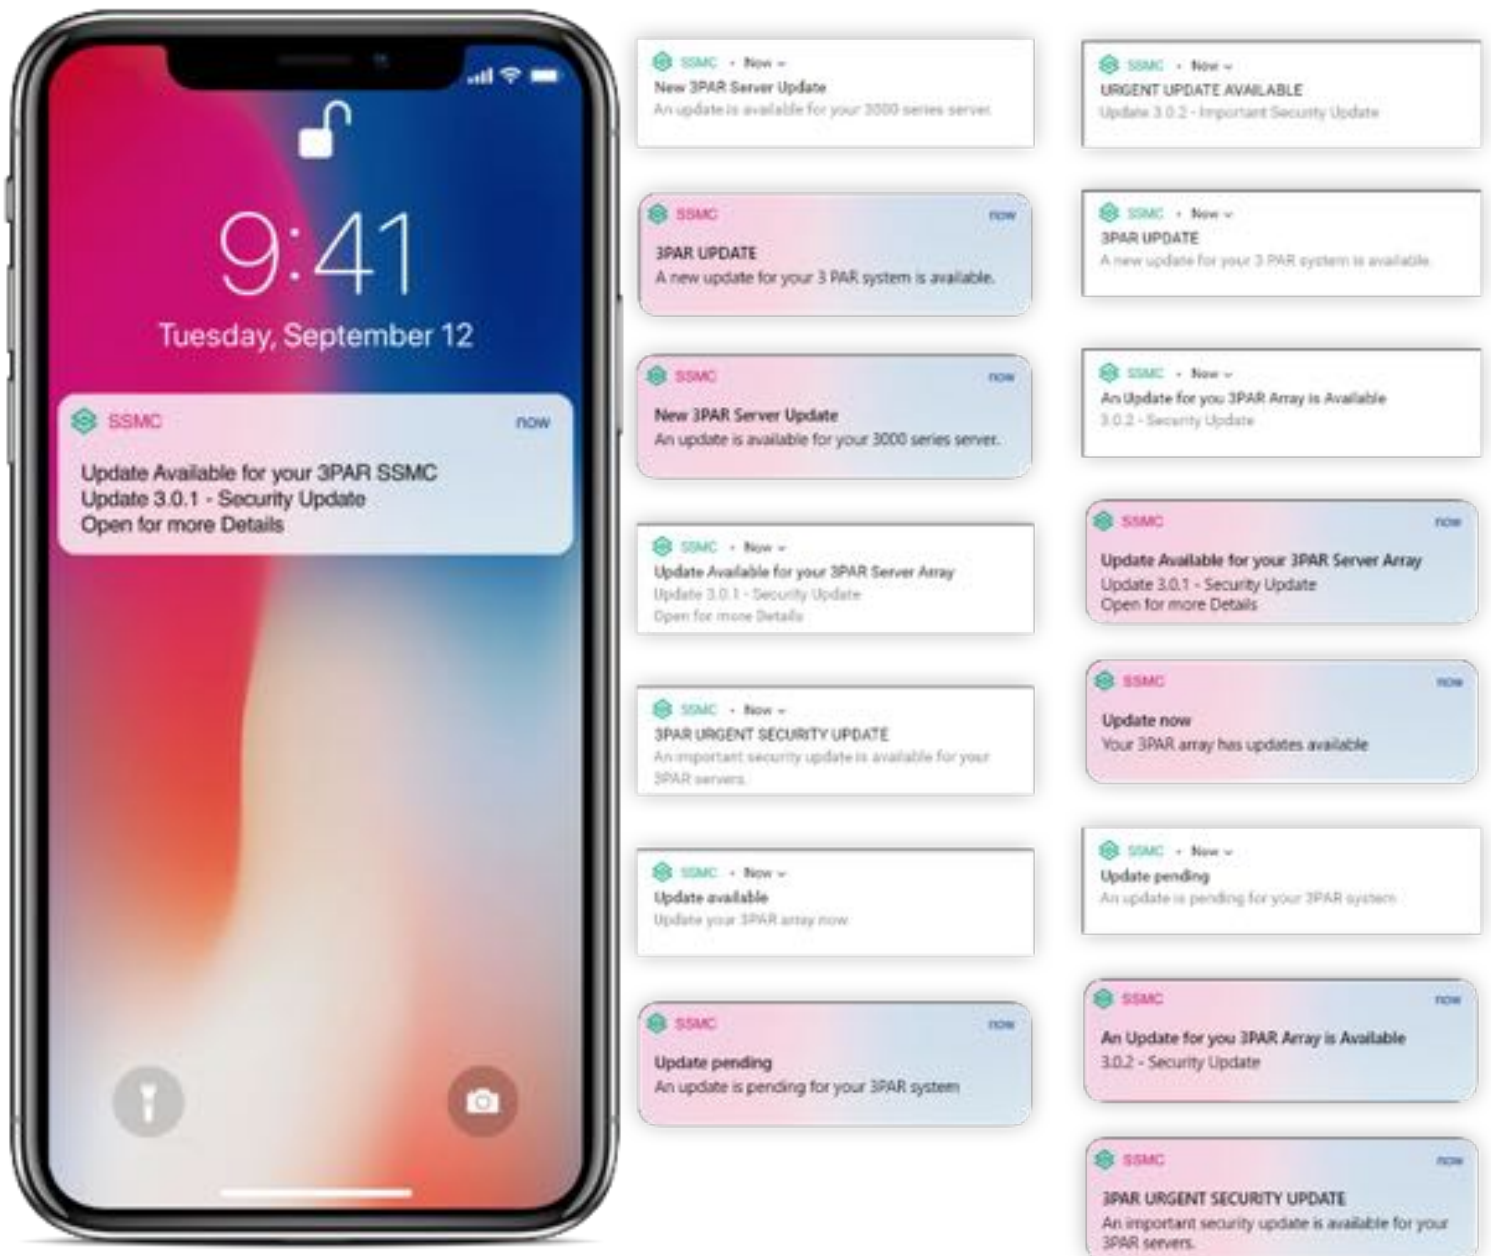 9:41
Tuesday, September 12
SSMC now
Update Available for your 3PAR SSMC
Update 3.0.1 - Security Update
Open for more Details
SSMC • Now
New 3PAR Server Update
An update is available for your 3000 series server.
SSMC now
3PAR UPDATE
A new update for your 3 PAR system is available.
SSMC now
New 3PAR Server Update
An update is available for your 3000 series server.
SSMC • Now
Update Available for your 3PAR Server Array
Update 3.0.1 - Security Update
Open for more Details
SSMC • Now
3PAR URGENT SECURITY UPDATE
An important security update is available for your
3PAR servers.
SSMC • Now
Update available
Update your 3PAR array now
SSMC now
Update pending
An update is pending for your 3PAR system
SSMC • Now
URGENT UPDATE AVAILABLE
Update 3.0.2 - Important Security Update
SSMC • Now
3PAR UPDATE
A new update for your 3 PAR system is available.
SSMC • Now
An Update for you 3PAR Array is Available
3.0.2 - Security Update
SSMC now
Update Available for your 3PAR Server Array
Update 3.0.1 - Security Update
Open for more Details
SSMC now
Update now
Your 3PAR array has updates available
SSMC • Now
Update pending
An update is pending for your 3PAR system
SSMC now
An Update for you 3PAR Array is Available
3.0.2 - Security Update
SSMC now
3PAR URGENT SECURITY UPDATE
An important security update is available for your
3PAR servers.